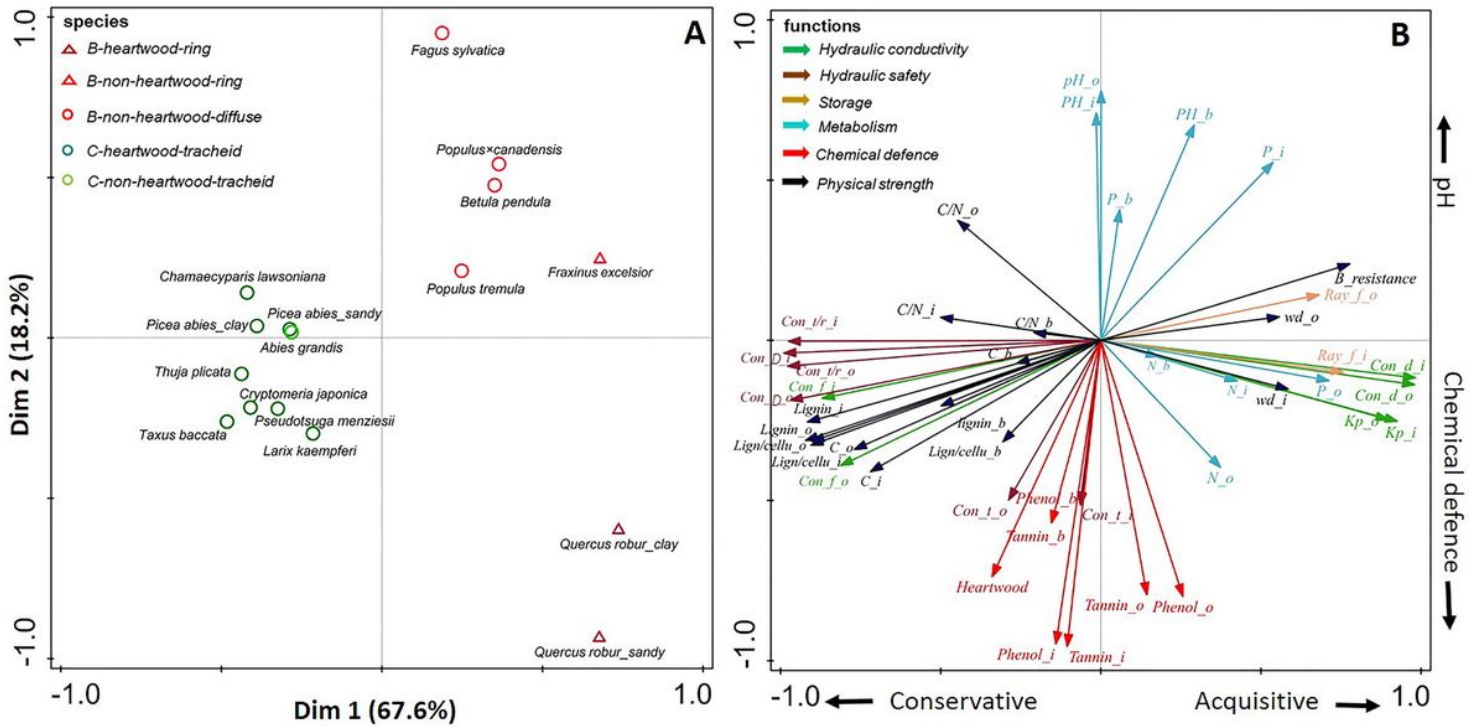 species
B-heartwood-ring
B-non-heartwood-ring
B-non-heartwood-diffuse
C-heartwood-tracheid
C-non-heartwood-tracheid
A
1.0
Fagus sylvatica
Populus×canadensis
Betula pendula
Fraxinus excelsior
Populus tremula
Chamaecyparis lawsoniana
Picea abies_sandy
Picea abies_clay
Abies grandis
Thuja plicata
Cryptomeria japonica
Pseudotsuga menziesii
Taxus baccata
Larix kaempferi
Quercus robur_clay
Quercus robur_sandy
Dim 2 (18.2%)
-1.0
-1.0
1.0
Dim 1 (67.6%)
functions
Hydraulic conductivity
Hydraulic safety
Storage
Metabolism
Chemical defence
Physical strength
B
1.0
pH_o
PH_i
PH_b
P_i
P_b
C/N_o
B_resistance
Ray_f_o
wd_o
C/N_i
C/N_b
Con_t/r_i
Con_D_i
C_b
Con_t/r_o
Con_f_i
Con_D_o
Lignin_i
N_b
Ray_f_i
Con_d_i
N_i
P_o
Con_d_o
wd_i
Kp_o
Kp_i
Lignin_o
lignin_b
Lign/cellu_o
C_o
Lign/cellu_b
Lign/cellu_i
Con_f_o
C_i
N_o
Con_t_o
Phenol_b
Con_t_i
Tannin_b
Heartwood
Tannin_o
Phenol_o
Phenol_i
Tannin_i
-1.0
-1.0
Conservative
Acquisitive
1.0
pH
Chemical defence